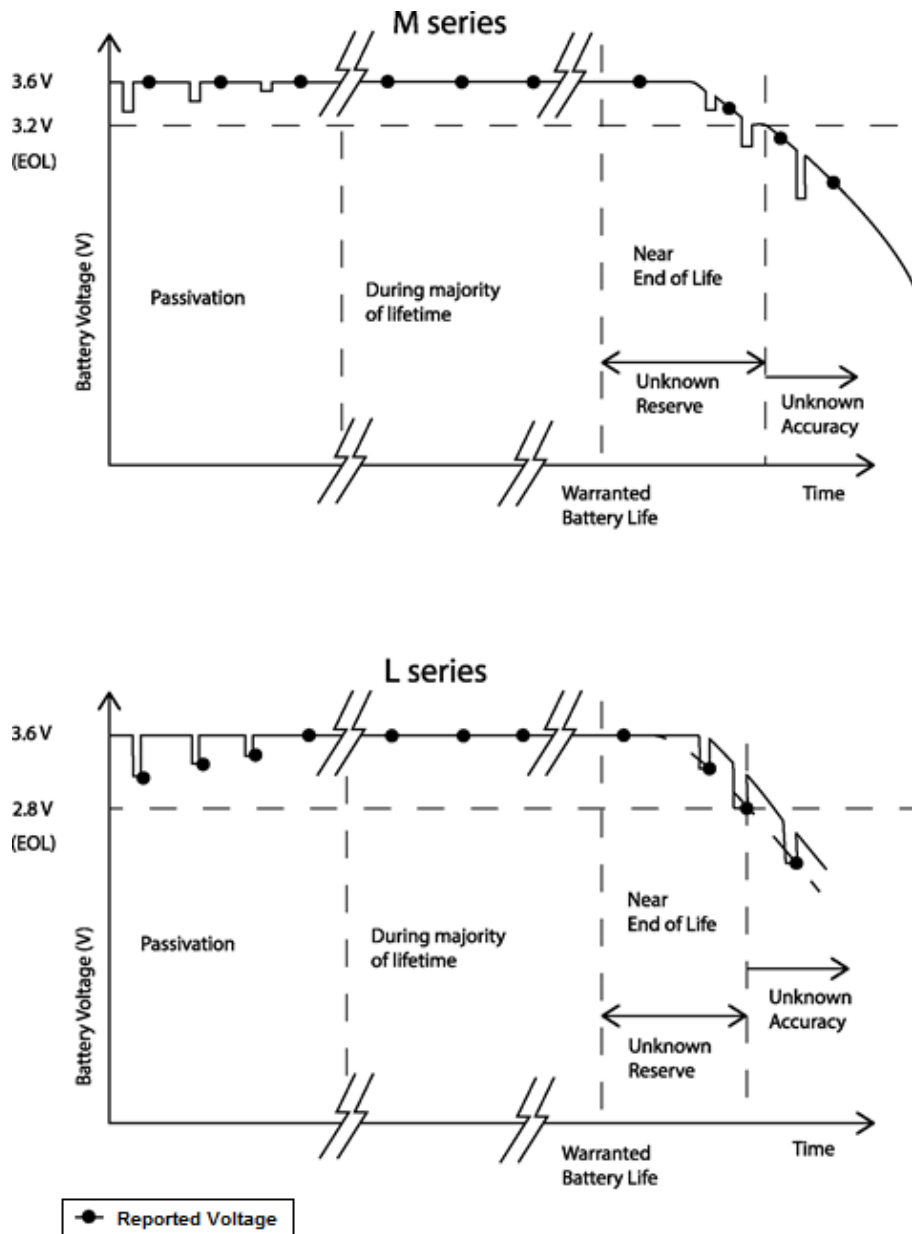 M series
3.6 V
3.2 V
(EOL)
Battery Voltage (V)
Passivation
During majority
of lifetime
Near
End of Life
Unknown
Reserve
Unknown
Accuracy
Warranted
Battery Life
Time
L series
3.6 V
2.8 V
(EOL)
Battery Voltage (V)
Passivation
During majority
of lifetime
Near
End of Life
Unknown
Accuracy
Unknown
Reserve
Warranted
Battery Life
Time
Reported Voltage